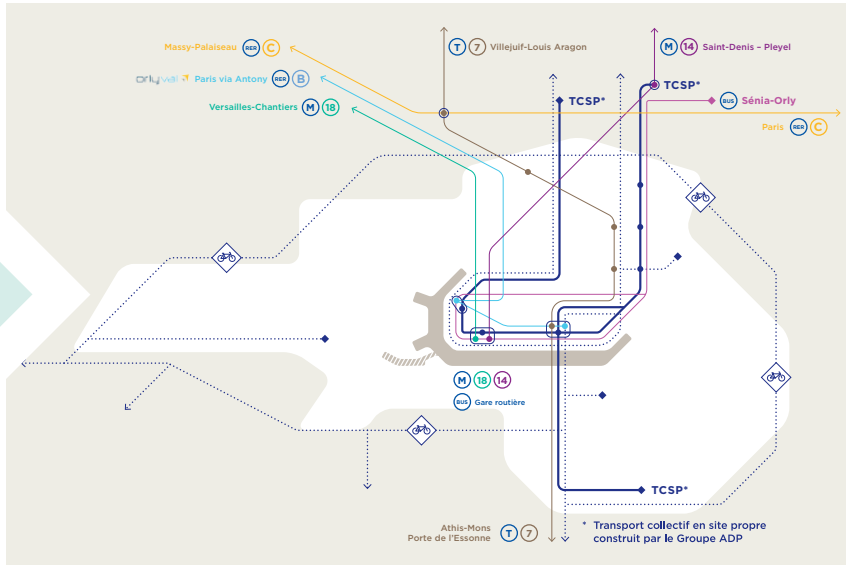 Massy-Palaiseau RER C
T 7 Villejuif-Louis Aragon
M 14 Saint-Denis – Pleyel
orlyval Paris via Antony RER B
TCSP*
TCSP*
BUS Sénia-Orly
Versailles-Chantiers M 18
Paris RER C
M 18 14
BUS Gare routière
TCSP*
Athis-Mons
Porte de l'Essonne T 7
* Transport collectif en site propre
construit par le Groupe ADP